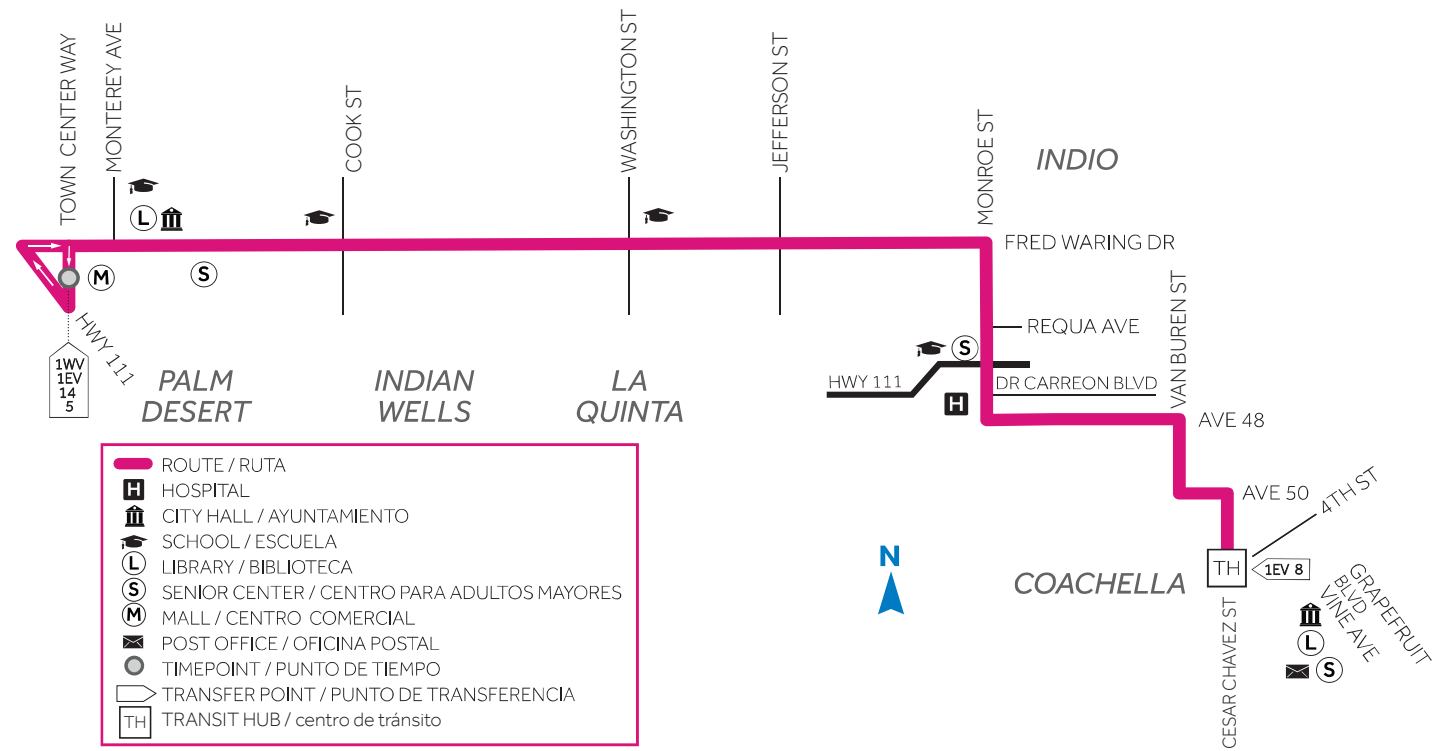 TOWN CENTER WAY
MONTEREY AVE
COOK ST
WASHINGTON ST
JEFFERSON ST
MONROE ST
INDIO
L
FRED WARING DR
M
S
VAN BUREN ST
HWY 111
REQUA AVE
1WV
1EV
14
5
S
PALM
DESERT
INDIAN
WELLS
LA
QUINTA
HWY 111
DR CARREON BLVD
H
AVE 48
ROUTE / RUTA
H HOSPITAL
CITY HALL / AYUNTAMIENTO
SCHOOL / ESCUELA
L LIBRARY / BIBLIOTECA
S SENIOR CENTER / CENTRO PARA ADULTOS MAYORES
M MALL / CENTRO COMERCIAL
POST OFFICE / OFICINA POSTAL
TIMEPOINT / PUNTO DE TIEMPO
TRANSFER POINT / PUNTO DE TRANSFERENCIA
TH TRANSIT HUB / centro de tránsito
N
AVE 50
4TH ST
COACHELLA
TH
1EV 8
CESAR CHAVEZ ST
GRAPEFRUIT
BLVD
VINE AVE
L
S